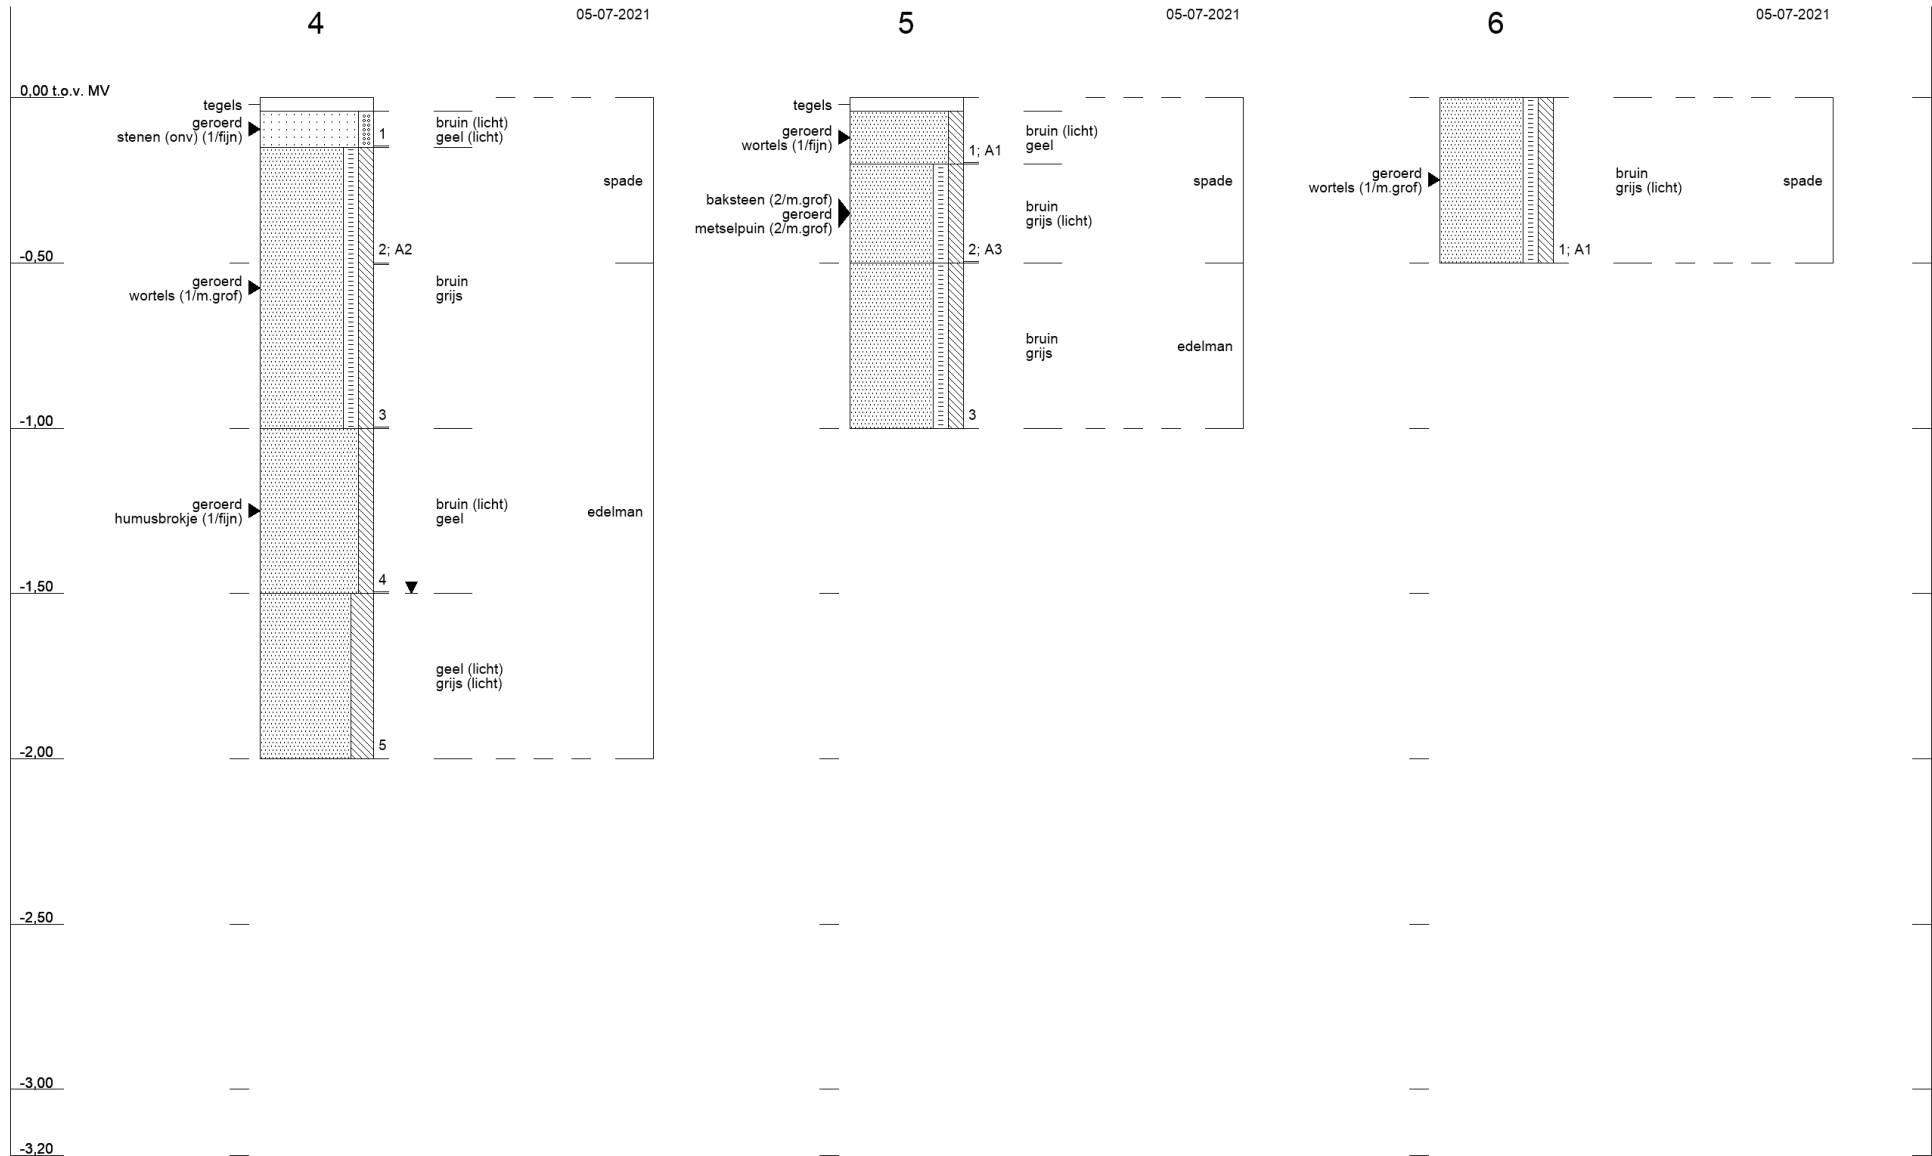 4
05-07-2021
5
05-07-2021
6
05-07-2021
0,00 t.o.v. MV
-0,50
-1,00
-1,50
-2,00
-2,50
-3,00
-3,20
tegels
geroerd
stenen (onv) (1/fijn)
1
bruin (licht)
geel (licht)
spade
2; A2
geroerd
wortels (1/m.grof)
bruin
grijs
3
geroerd
humusbrokje (1/fijn)
bruin (licht)
geel
edelman
4
geel (licht)
grijs (licht)
5
tegels
geroerd
wortels (1/fijn)
1; A1
bruin (licht)
geel
spade
baksteen (2/m.grof)
geroerd
metselpuin (2/m.grof)
bruin
grijs (licht)
2; A3
bruin
grijs
edelman
3
geroerd
wortels (1/m.grof)
bruin
grijs (licht)
spade
1; A1